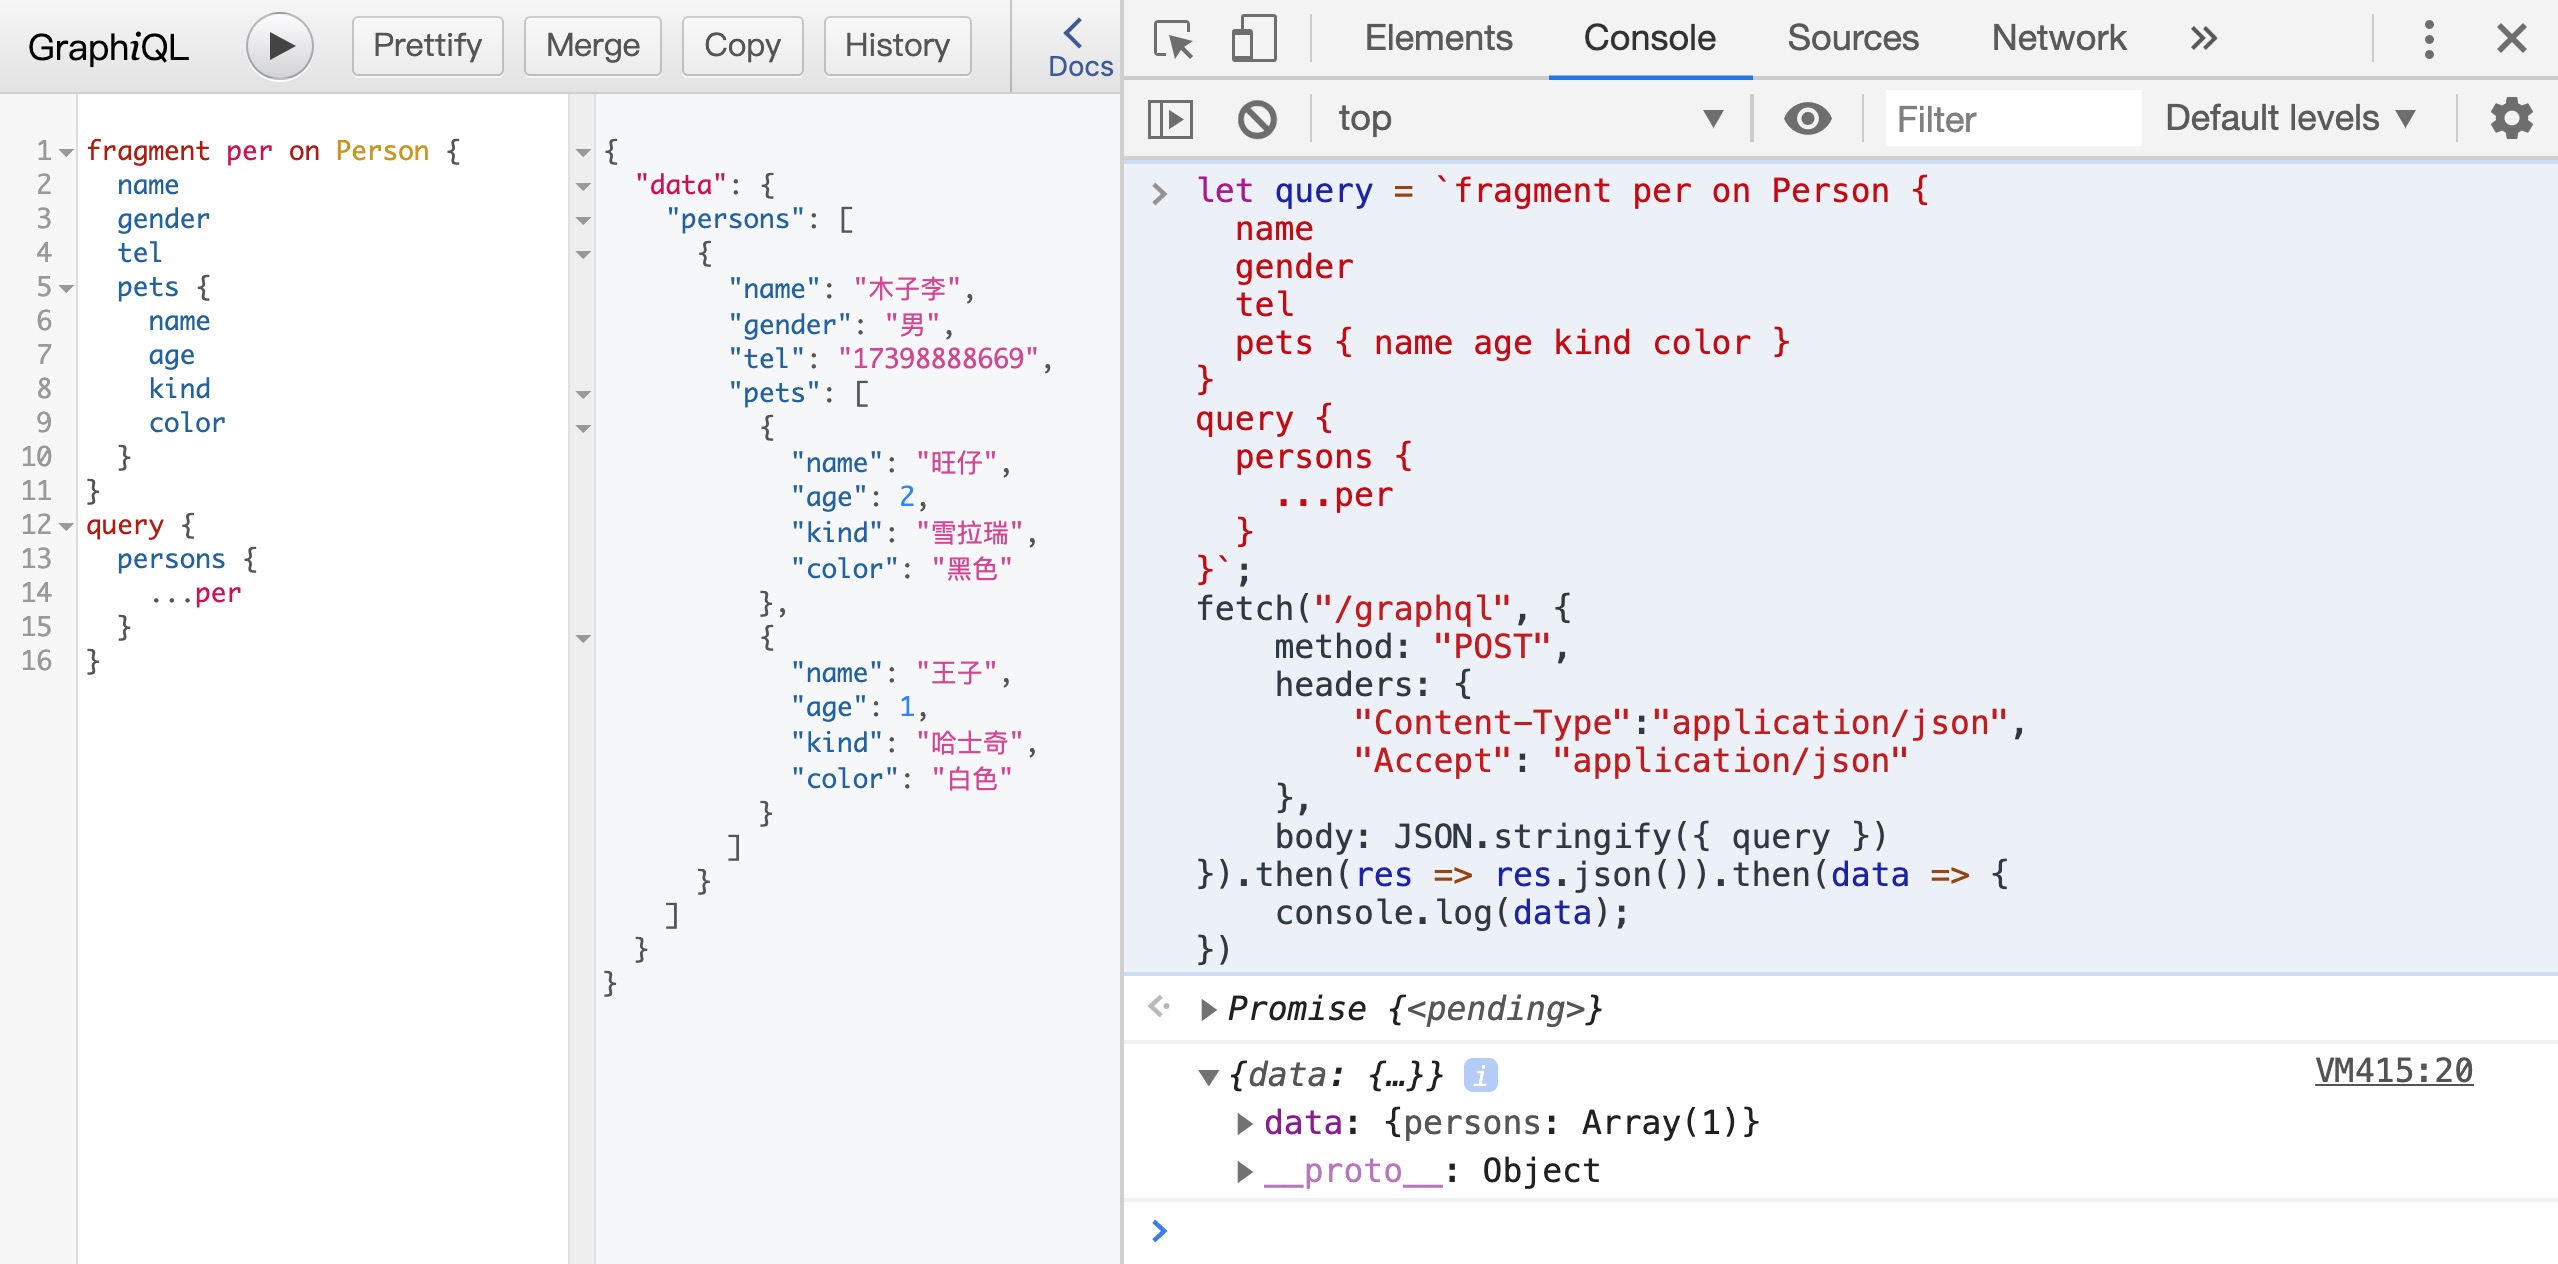 GraphiQL
Prettify
Merge
Copy
History
Docs
1 fragment per on Person {
2 name
3 gender
4 tel
5 pets {
6 name
7 age
8 kind
9 color
10 }
11 }
12 query {
13 persons {
14 ...per
15 }
16 }
{
"data": {
"persons": [
{
"name": "木子李",
"gender": "男",
"tel": "17398888669",
"pets": [
{
"name": "旺仔",
"age": 2,
"kind": "雪拉瑞",
"color": "黑色"
},
{
"name": "王子",
"age": 1,
"kind": "哈士奇",
"color": "白色"
}
]
}
]
}
}
Elements Console Sources Network
top Filter Default levels
let query = `fragment per on Person {
name
gender
tel
pets { name age kind color }
}
query {
persons {
...per
}
}`;
fetch("/graphql", {
method: "POST",
headers: {
"Content-Type":"application/json",
"Accept": "application/json"
},
body: JSON.stringify({ query })
}).then(res => res.json()).then(data => {
console.log(data);
})
Promise {<pending>}
{data: {…}} i VM415:20
data: {persons: Array(1)}
__proto__: Object